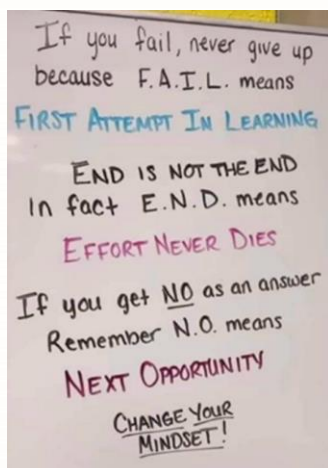 If you fail, never give up
because F.A.I.L. means
FIRST ATTEMPT IN LEARNING
END IS NOT THE END
In fact E.N.D. means
EFFORT NEVER DIES
If you get NO as an answer
Remember N.O. means
NEXT OPPORTUNITY
CHANGE YOUR
MINDSET!